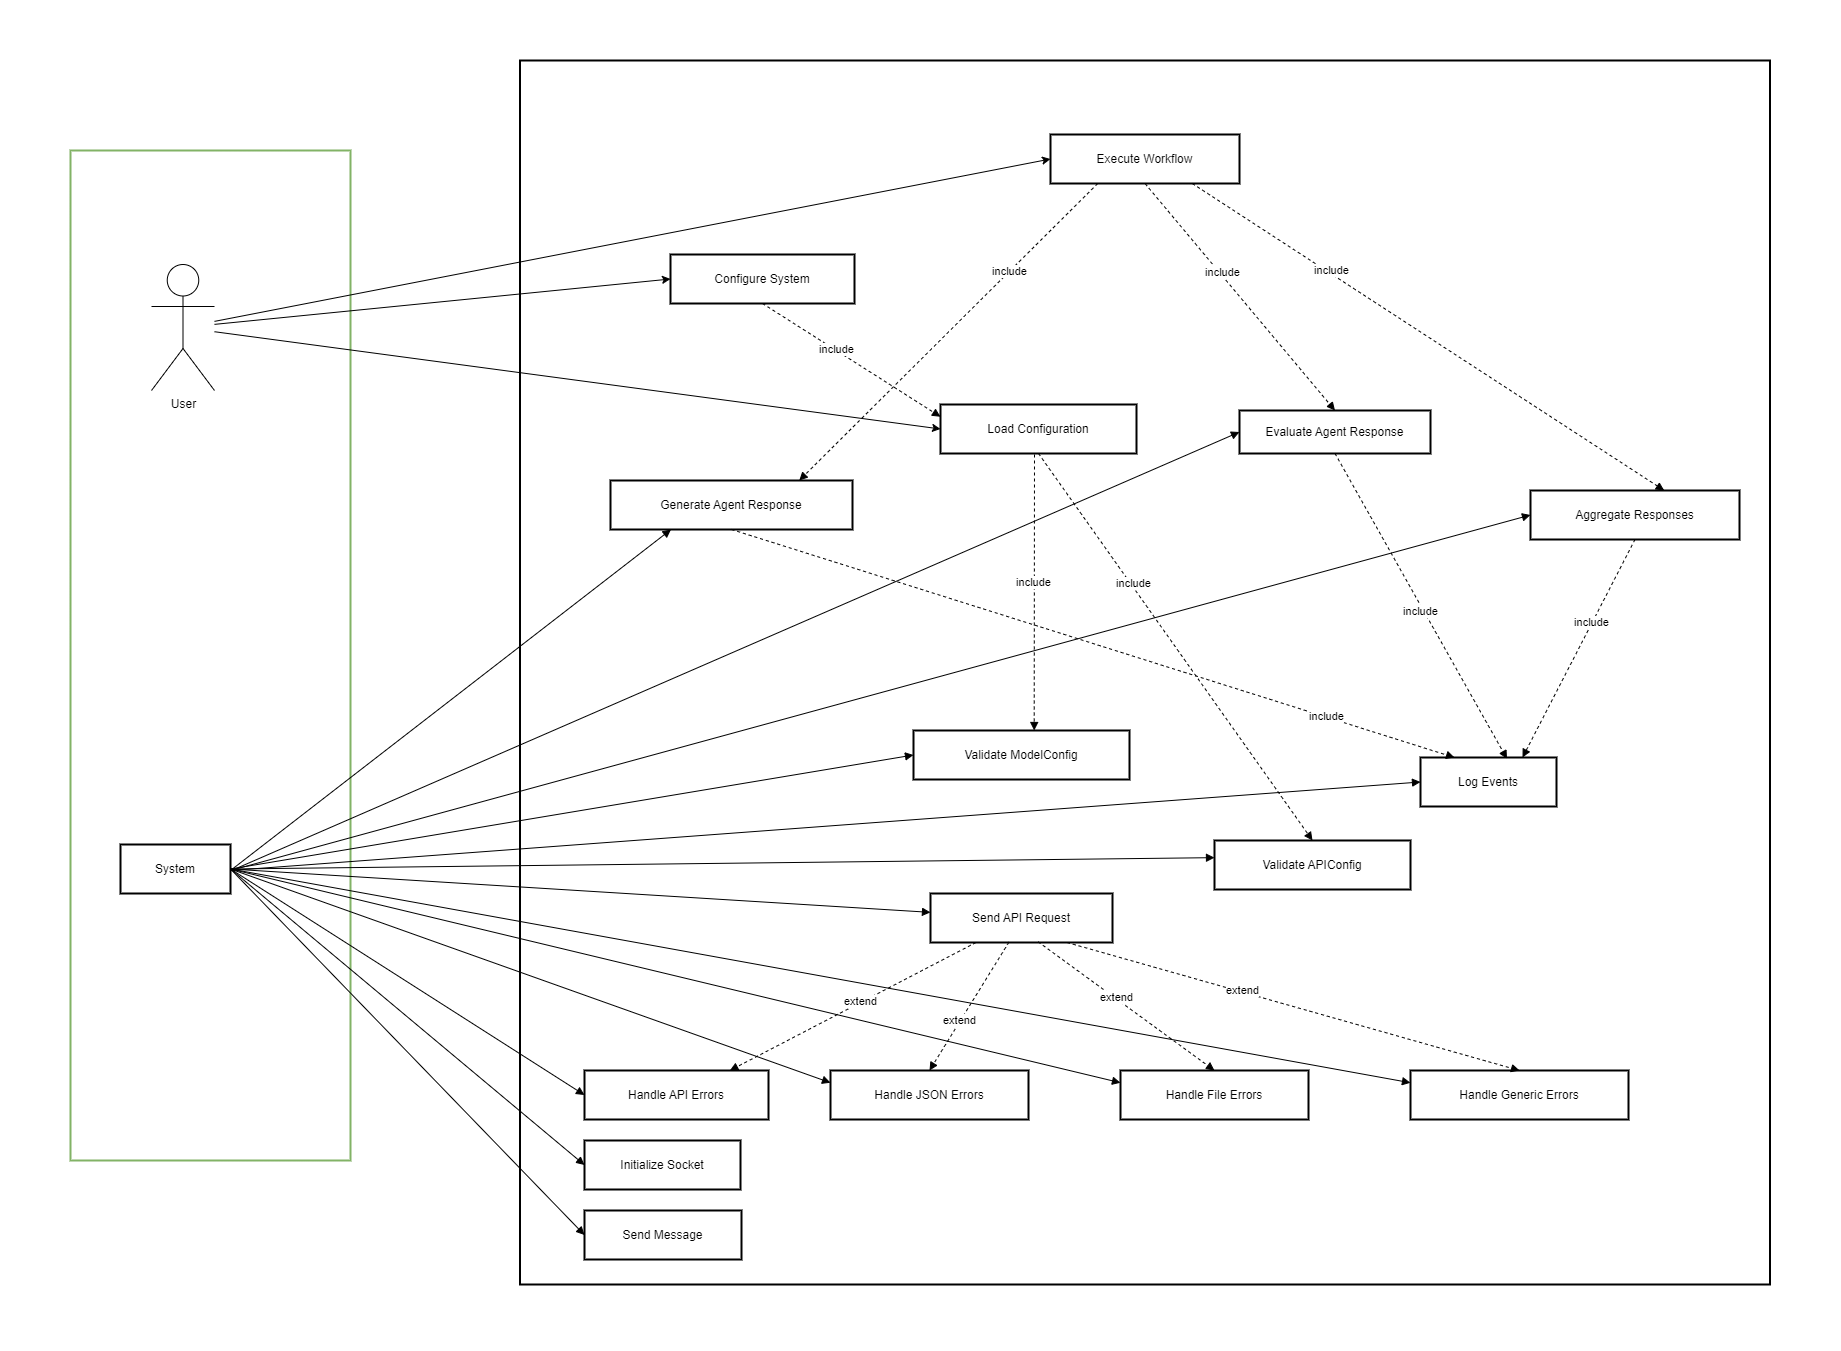 Execute Workflow
include
include
include
Configure System
include
User
Load Configuration
Evaluate Agent Response
Generate Agent Response
Aggregate Responses
include
include
include
include
include
Validate ModelConfig
Log Events
System
Validate APIConfig
Send API Request
extend
extend
extend
extend
Handle API Errors
Handle JSON Errors
Handle File Errors
Handle Generic Errors
Initialize Socket
Send Message